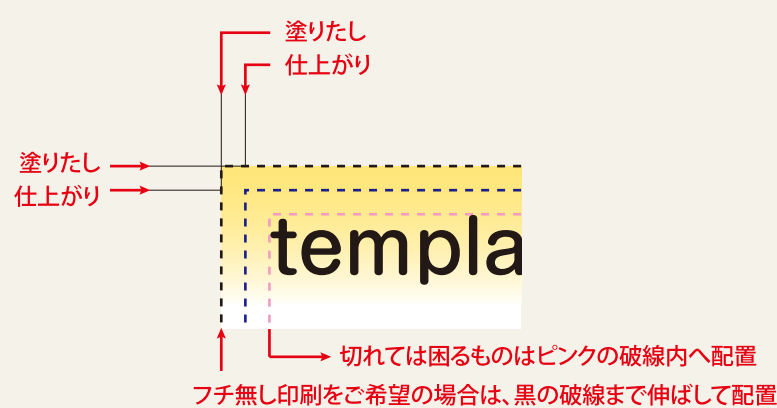 塗りたし
仕上がり
塗りたし
仕上がり
templa
切れては困るものはピンクの破線内へ配置
フチ無し印刷をご希望の場合は、黒の破線まで伸ばして配置